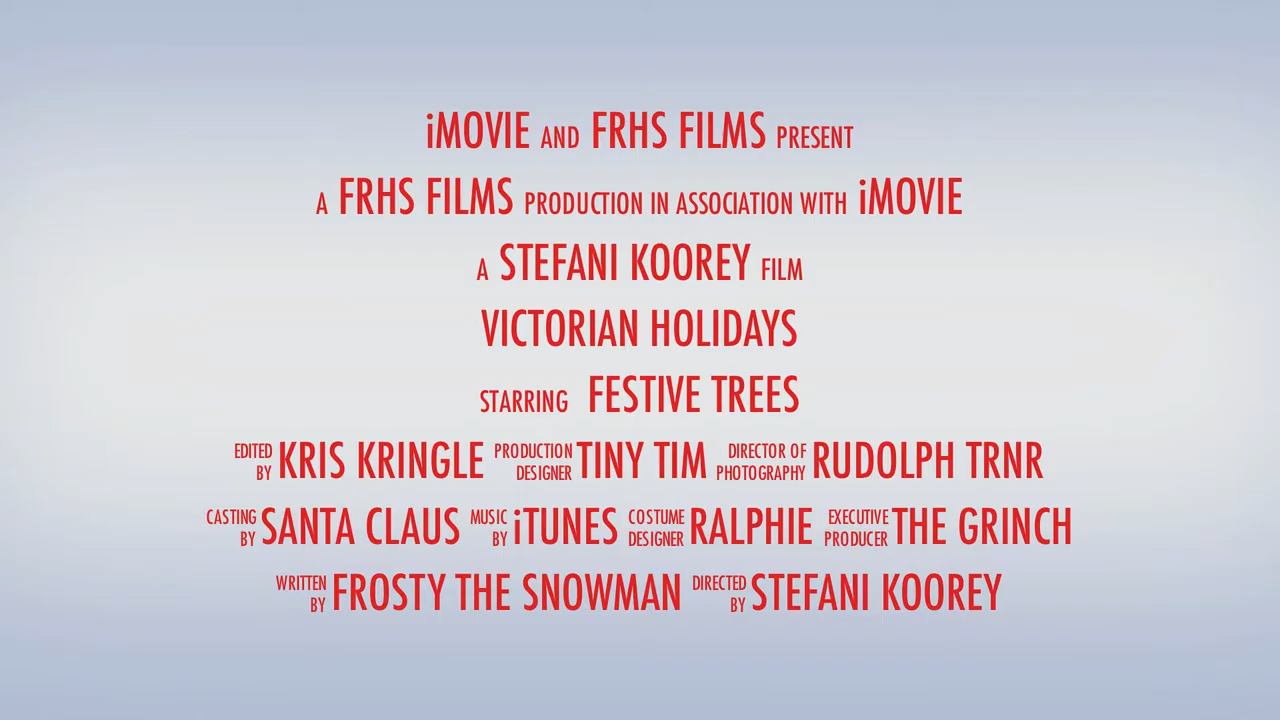 iMOVIE AND FRHS FILMS PRESENT
A FRHS FILMS PRODUCTION IN ASSOCIATION WITH iMOVIE
A STEFANI KOOREY FILM
VICTORIAN HOLIDAYS
STARRING FESTIVE TREES
EDITED BY KRIS KRINGLE PRODUCTION DESIGNER TINY TIM DIRECTOR OF PHOTOGRAPHY RUDOLPH TRNR
CASTING BY SANTA CLAUS MUSIC BY iTUNES COSTUME DESIGNER RALPHIE EXECUTIVE PRODUCER THE GRINCH
WRITTEN BY FROSTY THE SNOWMAN DIRECTED BY STEFANI KOOREY